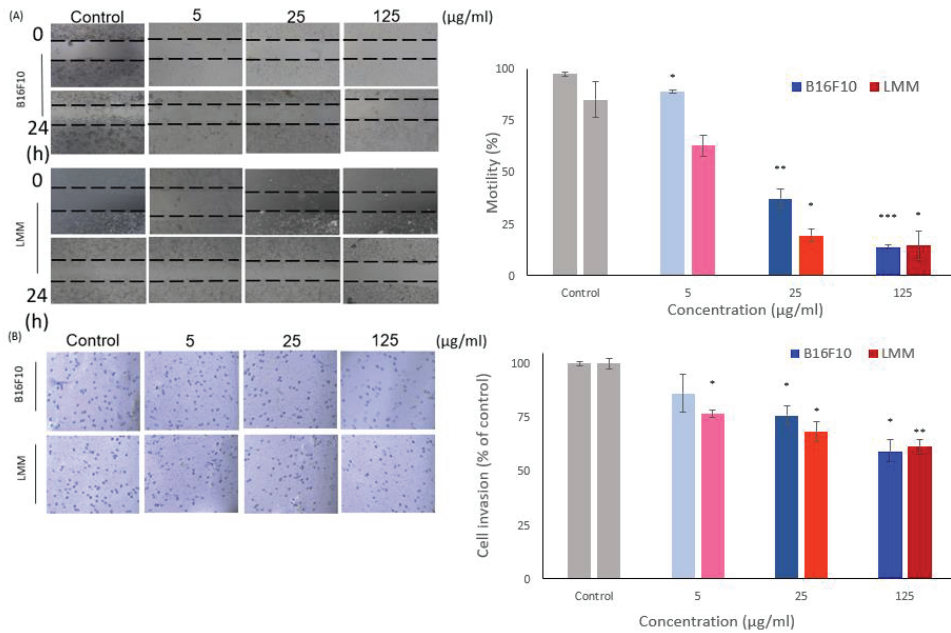 (A)
Control 5 25 125 (µg/ml)
0
B16F10
24
(h)
0
LMM
24
(h)
Motility (%)
100
75
50
25
0
B16F10 LMM
*
**
*
***
*
Control 5 25 125
Concentration (µg/ml)
(B)
Control 5 25 125 (µg/ml)
B16F10
LMM
Cell invasion (% of control)
100
75
50
25
0
B16F10 LMM
*
*
*
*
**
Control 5 25 125
Concentration (µg/ml)